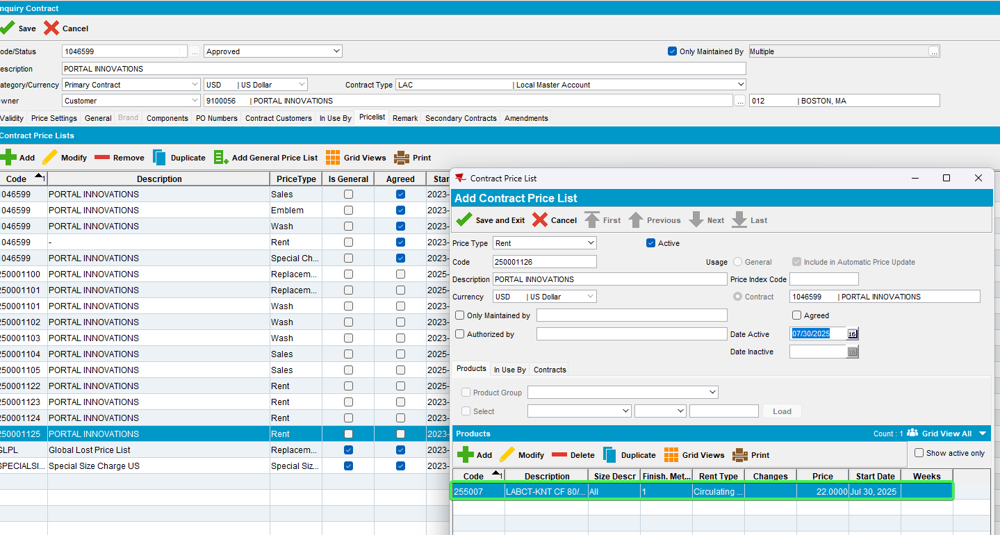 nquiry Contract
Save Cancel
ode/Status 1046599 ... Approved Only Maintained By Multiple ...
escription PORTAL INNOVATIONS
ategory/Currency Primary Contract USD | US Dollar Contract Type LAC | Local Master Account
wner Customer 9100056 | PORTAL INNOVATIONS ... 012 | BOSTON, MA
Validity Price Settings General Brand Components PO Numbers Contract Customers In Use By Pricelist Remark Secondary Contracts Amendments
Contract Price Lists
Add Modify Remove Duplicate Add General Price List Grid Views Print
Code 1 Description PriceType Is General Agreed Star
1046599 PORTAL INNOVATIONS Sales 2023-
1046599 PORTAL INNOVATIONS Emblem 2023-
1046599 PORTAL INNOVATIONS Wash 2023-
1046599 - Rent 2023-
1046599 PORTAL INNOVATIONS Special Ch... 2023-
250001100 PORTAL INNOVATIONS Replacem... 2025-
250001101 PORTAL INNOVATIONS Replacem... 2025-
250001101 PORTAL INNOVATIONS Wash 2023-
250001102 PORTAL INNOVATIONS Wash 2023-
250001103 PORTAL INNOVATIONS Wash 2023-
250001104 PORTAL INNOVATIONS Sales 2025-
250001105 PORTAL INNOVATIONS Sales 2025-
250001122 PORTAL INNOVATIONS Rent 2025-
250001123 PORTAL INNOVATIONS Rent 2023-
250001124 PORTAL INNOVATIONS Rent 2023-
250001125 PORTAL INNOVATIONS Rent 2023-
GLPL Global Lost Price List Replacem... 2023-
SPECIALSI... Special Size Charge US Special Siz... 2023-
Contract Price List
Add Contract Price List
Save and Exit Cancel First Previous Next Last
Price Type Rent Active
Code 250001126 Usage General Include in Automatic Price Update
Description PORTAL INNOVATIONS Price Index Code
Currency USD | US Dollar Contract 1046599 | PORTAL INNOVATIONS
Only Maintained by Agreed
Authorized by Date Active 07/30/2025 16
Date Inactive 16
Products In Use By Contracts
Product Group
Select Load
Products Count : 1 Grid View All
Add Modify Delete Duplicate Grid Views Print Show active only
Code 1 Description Size Descr Finish. Met... Rent Type Changes Price Start Date Weeks
255007 LABCT-KNT CF 80/... All 1 Circulating ... 22.0000 Jul 30, 2025